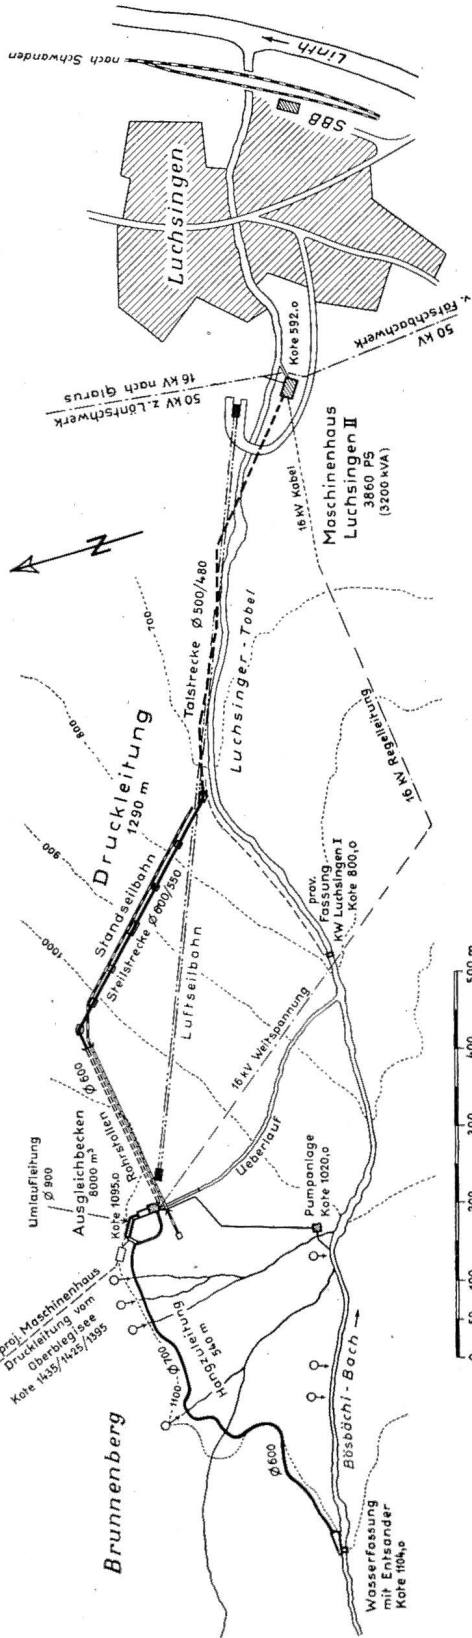 nach Schwanden
Linth
SBB
Luchsingen
Kote 592,0
50 kV
v. Fätschbachwerk
50 kV z. Löntschwerk
16 kV nach Glarus
Maschinenhaus
Luchsingen II
3860 PS
(3200 kVA)
16 kV Kabel
16 kV Regelleitung
N
Talstrecke Ø 500/480
Luchsinger-Tobel
700
800
900
1000
Druckleitung
1290 m
Standseilbahn
Steilstrecke Ø 600/550
Luftseilbahn
prov.
Fassung
KW Luchsingen I
Kote 800,0
16 kV Weitspannung
Ueberlauf
Ø 600
Rohrstollen
Umlaufleitung
Ø 900
Ausgleichbecken
8000 m³
Kote 1095,0
Pumpanlage
Kote 1020,0
proj. Maschinenhaus
Druckleitung vom
Oberblegisee
Kote 1435/1425/1395
Hangzuleitung
540 m
Ø 700
1100
Ø 600
Brunnenberg
Bösbächi-Bach
Wasserfassung
mit Entsander
Kote 1104,0
0 50 100 200 300 400 500 m